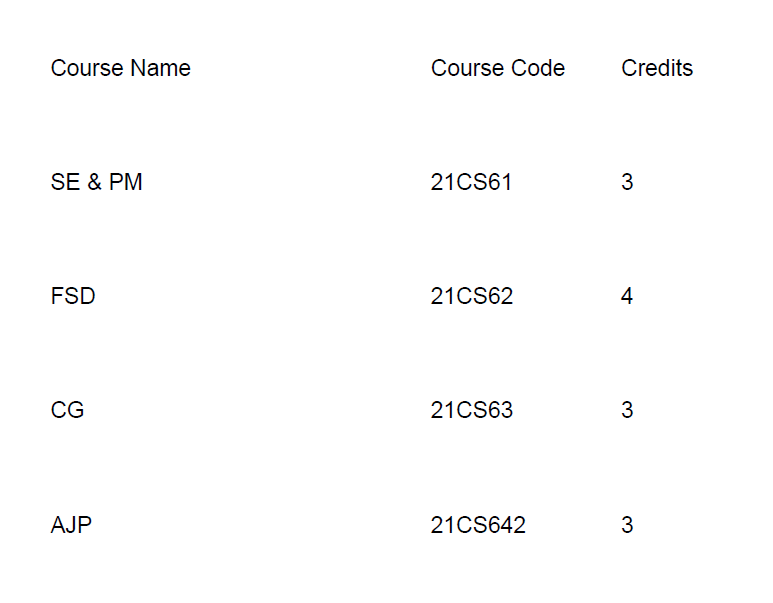 Course Name Course Code Credits
SE & PM 21CS61 3
FSD 21CS62 4
CG 21CS63 3
AJP 21CS642 3